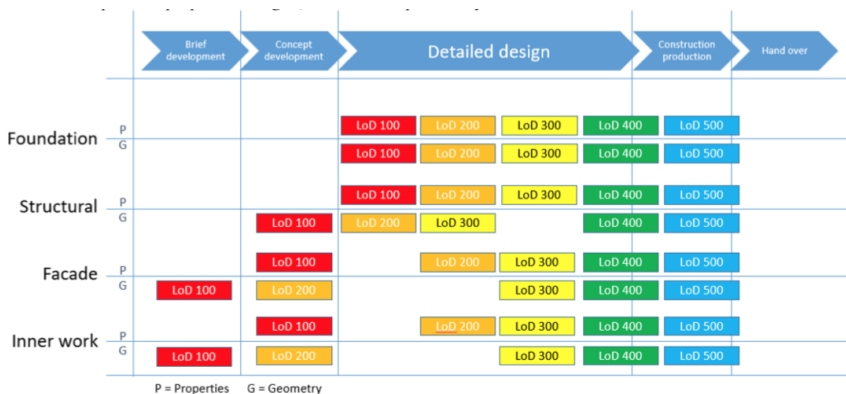 Brief
development
Concept
development
Detailed design
Construction
production
Hand over
Foundation
P
LoD 100 LoD 200 LoD 300 LoD 400 LoD 500
G
LoD 100 LoD 200 LoD 300 LoD 400 LoD 500
Structural
P
LoD 100 LoD 200 LoD 300 LoD 400 LoD 500
G
LoD 100 LoD 200 LoD 300 LoD 400 LoD 500
Facade
P
LoD 100 LoD 200 LoD 300 LoD 400 LoD 500
G
LoD 100 LoD 200 LoD 300 LoD 400 LoD 500
Inner work
P
LoD 100 LoD 200 LoD 300 LoD 400 LoD 500
G
LoD 100 LoD 200 LoD 300 LoD 400 LoD 500
P = Properties G = Geometry